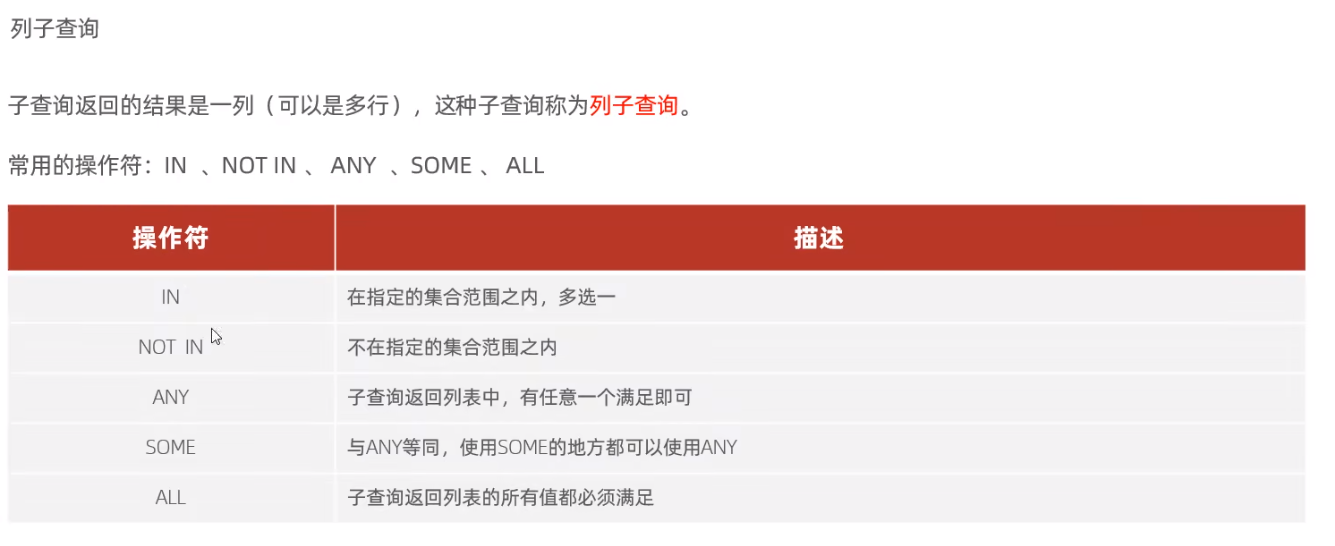 列子查询
子查询返回的结果是一列（可以是多行），这种子查询称为列子查询。
常用的操作符：IN 、NOT IN 、 ANY 、SOME 、 ALL
操作符 描述
IN 在指定的集合范围之内，多选一
NOT IN 不在指定的集合范围之内
ANY 子查询返回列表中，有任意一个满足即可
SOME 与ANY等同，使用SOME的地方都可以使用ANY
ALL 子查询返回列表的所有值都必须满足